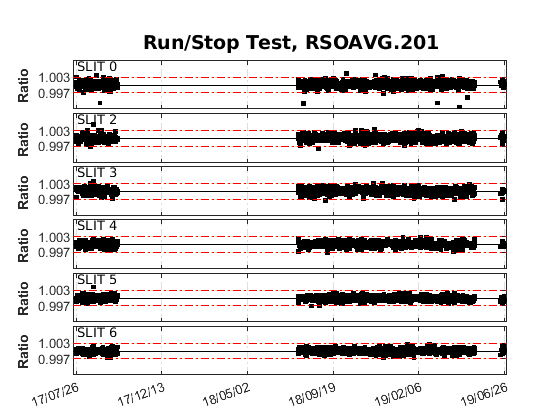 Run/Stop Test, RSOAVG.201
SLIT 0
Ratio
1.003
0.997
SLIT 2
Ratio
1.003
0.997
SLIT 3
Ratio
1.003
0.997
SLIT 4
Ratio
1.003
0.997
SLIT 5
Ratio
1.003
0.997
SLIT 6
Ratio
1.003
0.997
17/07/26 17/12/13 18/05/02 18/09/19 19/02/06 19/06/26